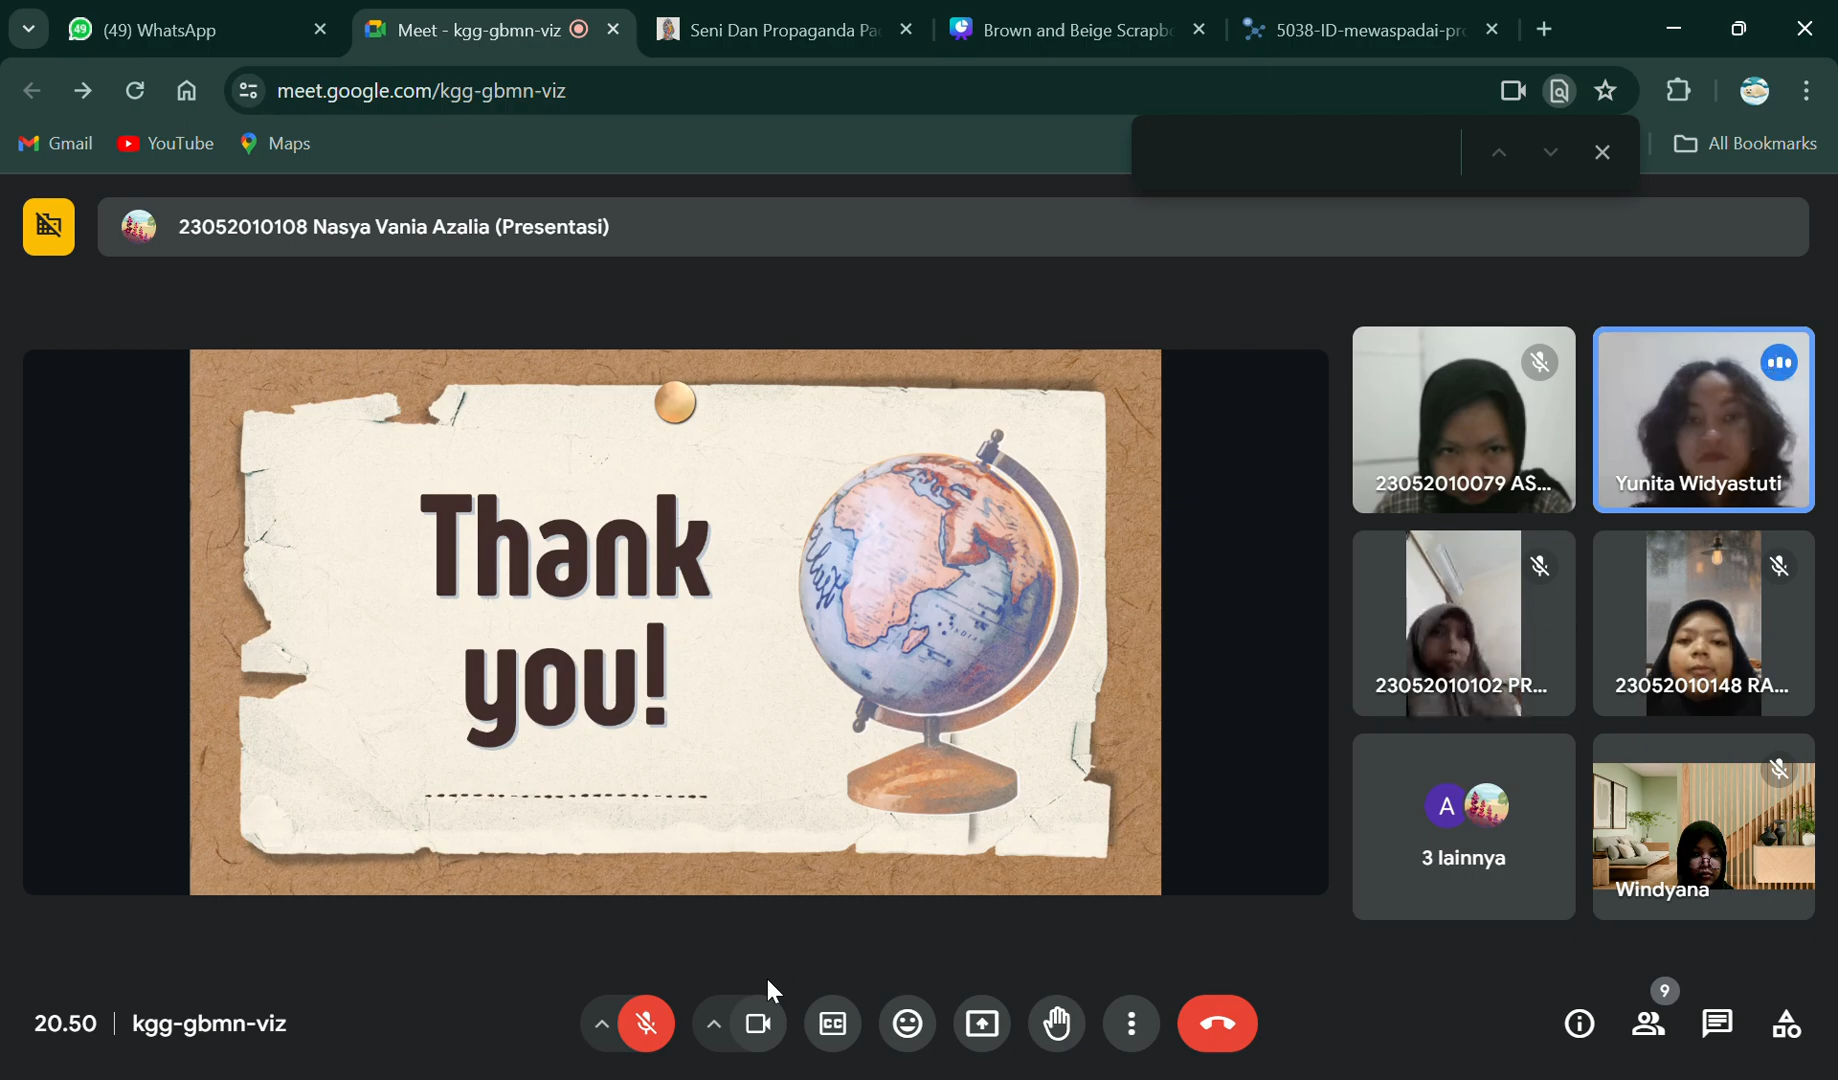 49
(49) WhatsApp
Meet - kgg-gbmn-viz
Seni Dan Propaganda Pa
Brown and Beige Scrapb
5038-ID-mewaspadai-pr
meet.google.com/kgg-gbmn-viz
Gmail
YouTube
Maps
All Bookmarks
23052010108 Nasya Vania Azalia (Presentasi)
Thank
you!
23052010079 AS...
Yunita Widyastuti
23052010102 PR...
23052010148 RA...
A
3 lainnya
Windyana
20.50
kgg-gbmn-viz
CC
9